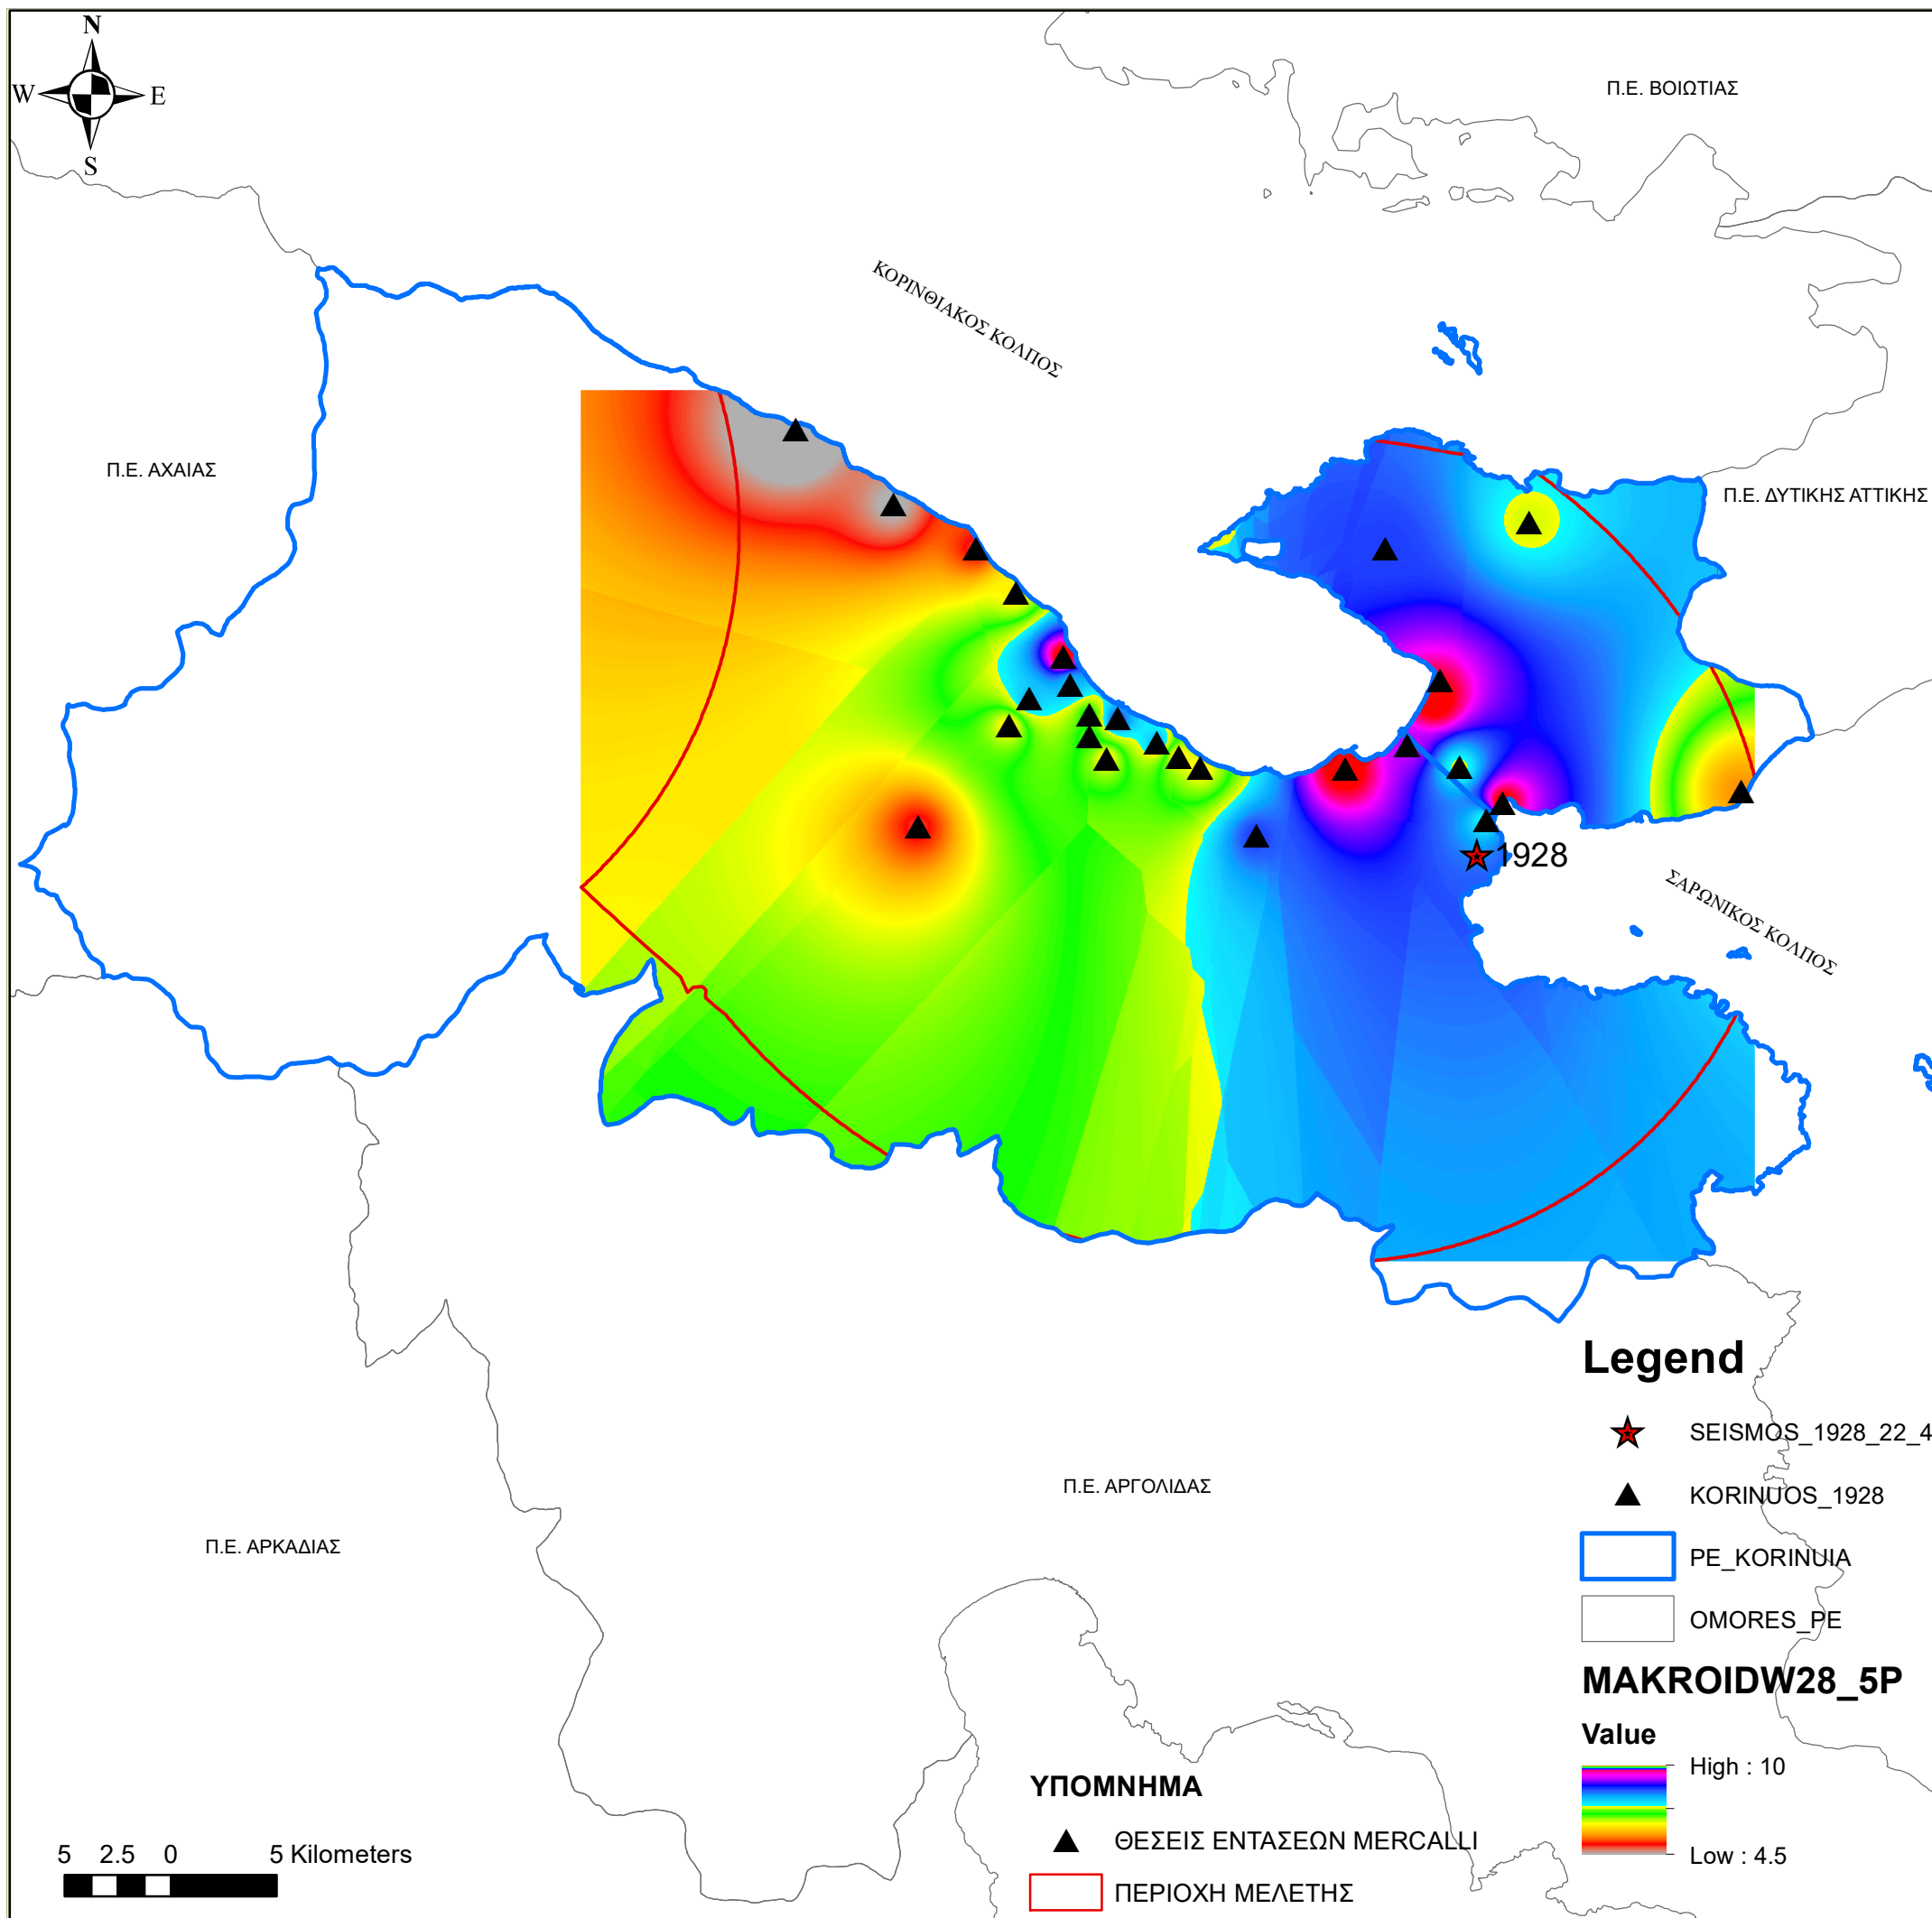 N
W
E
S
Π.Ε. ΒΟΙΩΤΙΑΣ
ΚΟΡΙΝΘΙΑΚΟΣ ΚΟΛΠΟΣ
Π.Ε. ΑΧΑΙΑΣ
Π.Ε. ΔΥΤΙΚΗΣ ΑΤΤΙΚΗΣ
1928
ΣΑΡΩΝΙΚΟΣ ΚΟΛΠΟΣ
Legend
SEISMOS_1928_22_4
KORINUOS_1928
PE_KORINUIA
OMORES_PE
MAKROIDW28_5P
Value
High : 10
Low : 4.5
Π.Ε. ΑΡΓΟΛΙΔΑΣ
Π.Ε. ΑΡΚΑΔΙΑΣ
ΥΠΟΜΝΗΜΑ
ΘΕΣΕΙΣ ΕΝΤΑΣΕΩΝ MERCALLI
ΠΕΡΙΟΧΗ ΜΕΛΕΤΗΣ
5 2.5 0 5 Kilometers